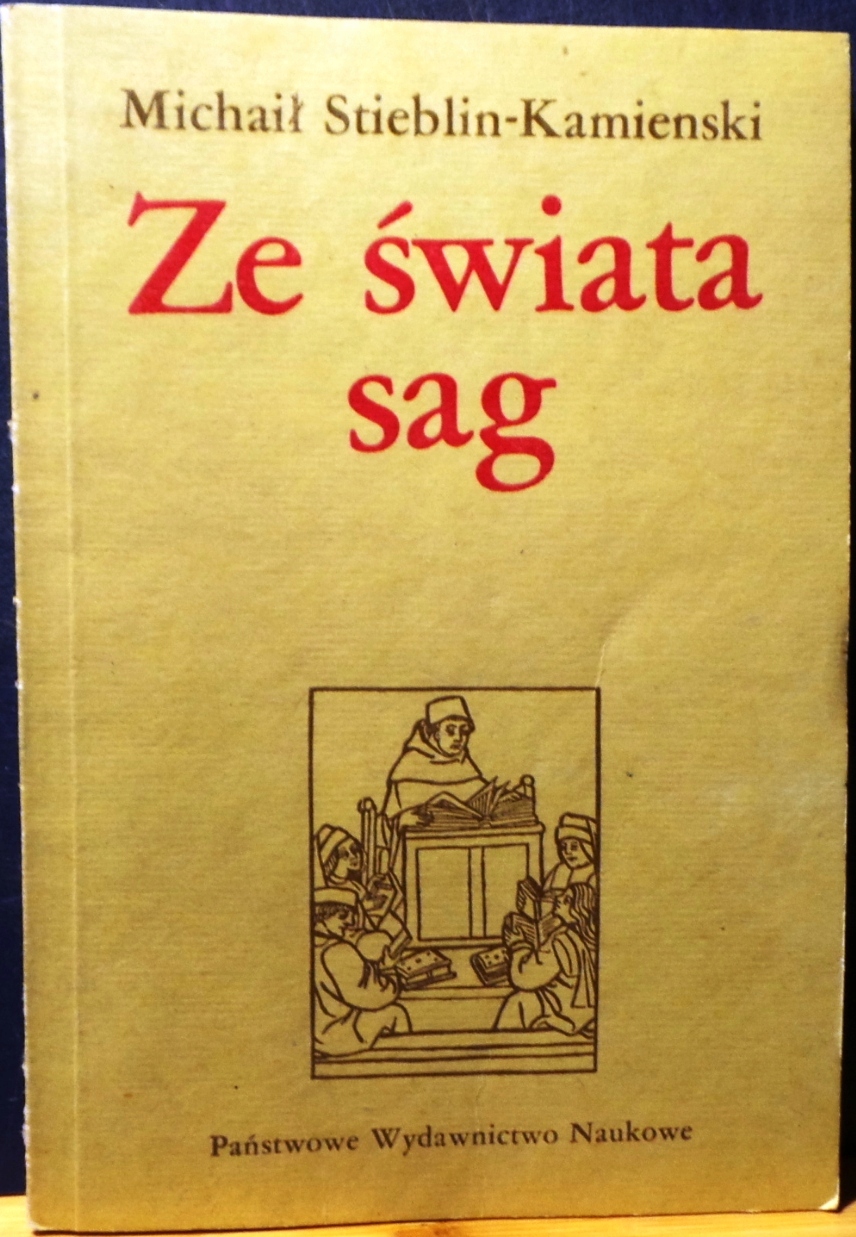 Michaił Stieblin-Kamienski
Ze świata
sag
Państwowe Wydawnictwo Naukowe